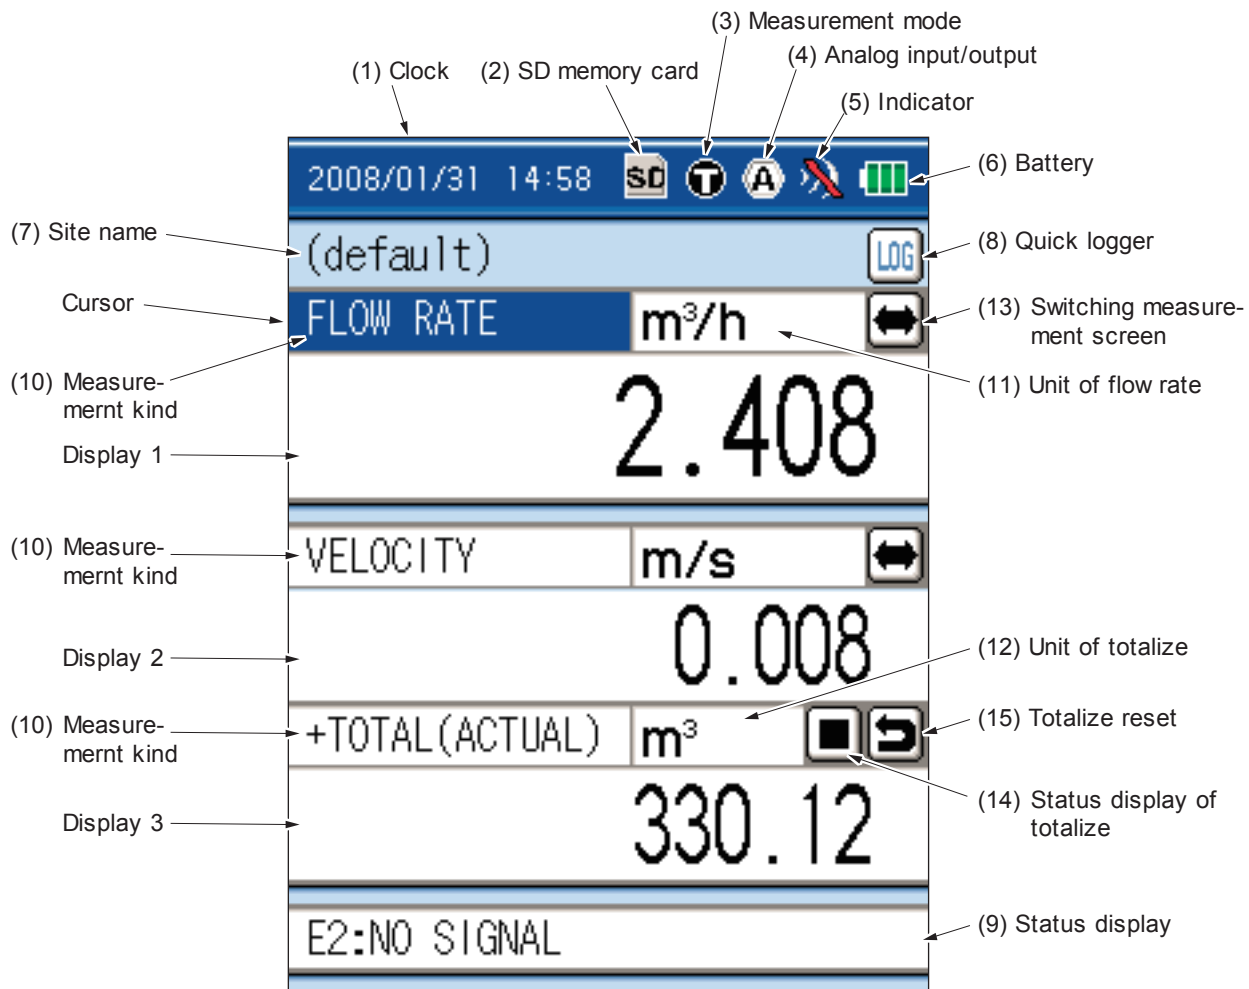 (3) Measurement mode
(4) Analog input/output
(1) Clock
(2) SD memory card
(5) Indicator
2008/01/31 14:58
SD
T
A
(6) Battery
(7) Site name
(default)
LOG
(8) Quick logger
Cursor
FLOW RATE
m³/h
(13) Switching measure-
ment screen
(10) Measure-
mernt kind
(11) Unit of flow rate
2.408
Display 1
(10) Measure-
mernt kind
VELOCITY
m/s
0.008
Display 2
(12) Unit of totalize
(10) Measure-
mernt kind
+TOTAL(ACTUAL)
m³
(15) Totalize reset
330.12
Display 3
(14) Status display of
totalize
E2:NO SIGNAL
(9) Status display